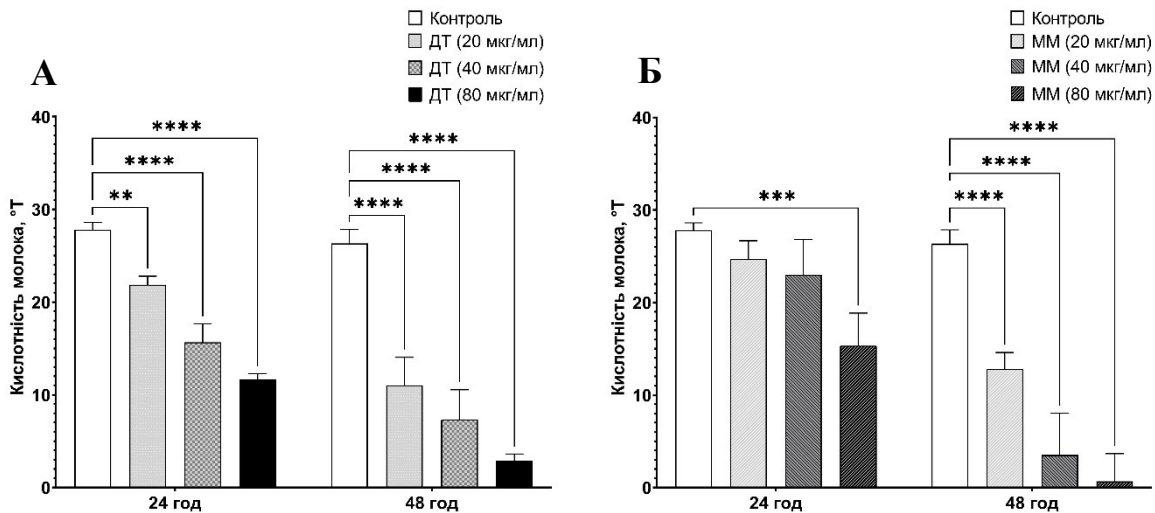 А
Контроль
ДТ (20 мкг/мл)
ДТ (40 мкг/мл)
ДТ (80 мкг/мл)
Кислотність молока, °Т
40
30
20
10
0
****
****
**
****
****
****
24 год
48 год
Б
Контроль
ММ (20 мкг/мл)
ММ (40 мкг/мл)
ММ (80 мкг/мл)
Кислотність молока, °Т
40
30
20
10
0
***
****
****
****
24 год
48 год